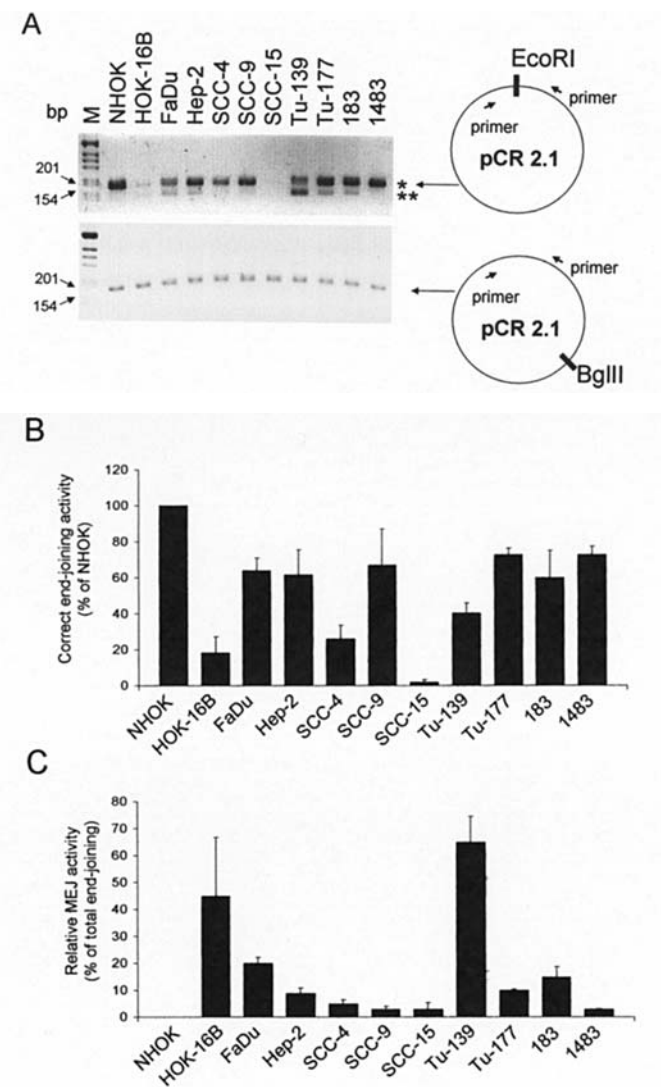 A
bp
M
NHOK
HOK-16B
FaDu
Hep-2
SCC-4
SCC-9
SCC-15
Tu-139
Tu-177
183
1483
201
154
*
**
EcoRI
primer
primer
pCR 2.1
201
154
primer
primer
pCR 2.1
BglII
B
Correct end-joining activity
(% of NHOK)
120
100
80
60
40
20
0
NHOK
HOK-16B
FaDu
Hep-2
SCC-4
SCC-9
SCC-15
Tu-139
Tu-177
183
1483
C
Relative MEJ activity
(% of total end-joining)
80
70
60
50
40
30
20
10
0
NHOK
HOK-16B
FaDu
Hep-2
SCC-4
SCC-9
SCC-15
Tu-139
Tu-177
183
1483